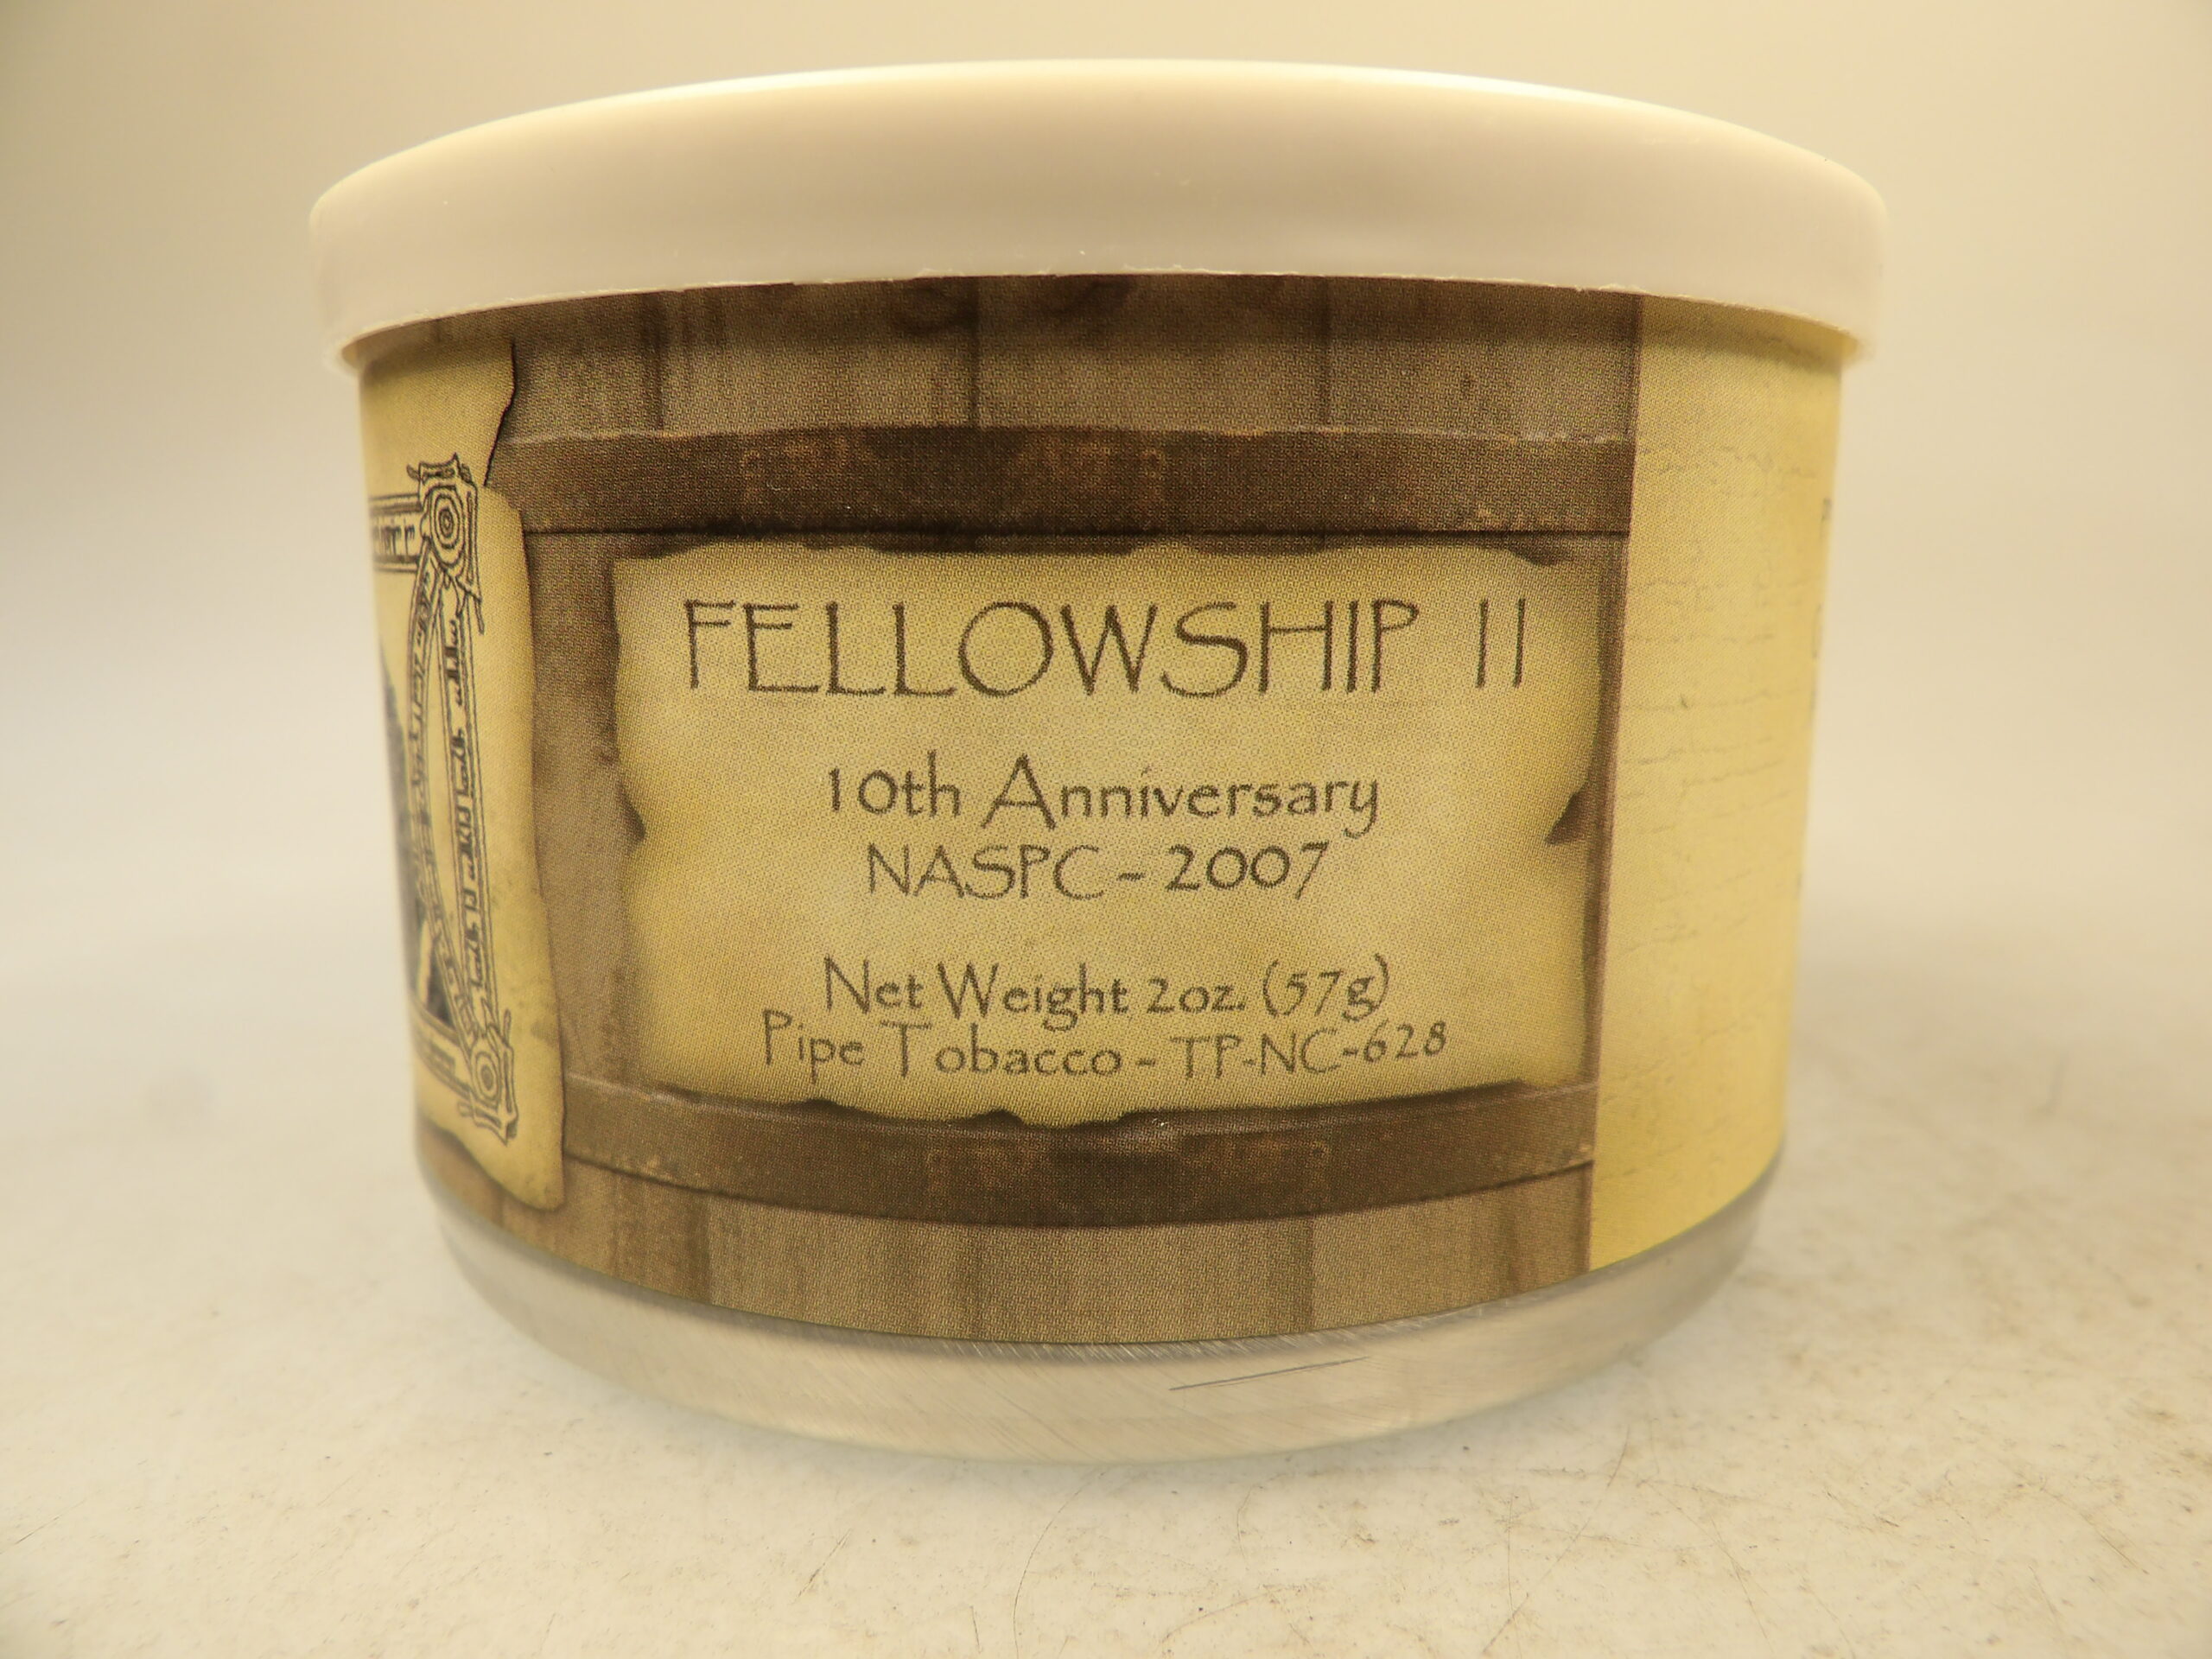 FELLOWSHIP II
10th Anniversary
NASPC - 2007
Net Weight 2oz. (57g)
Pipe Tobacco - TP-NC-628